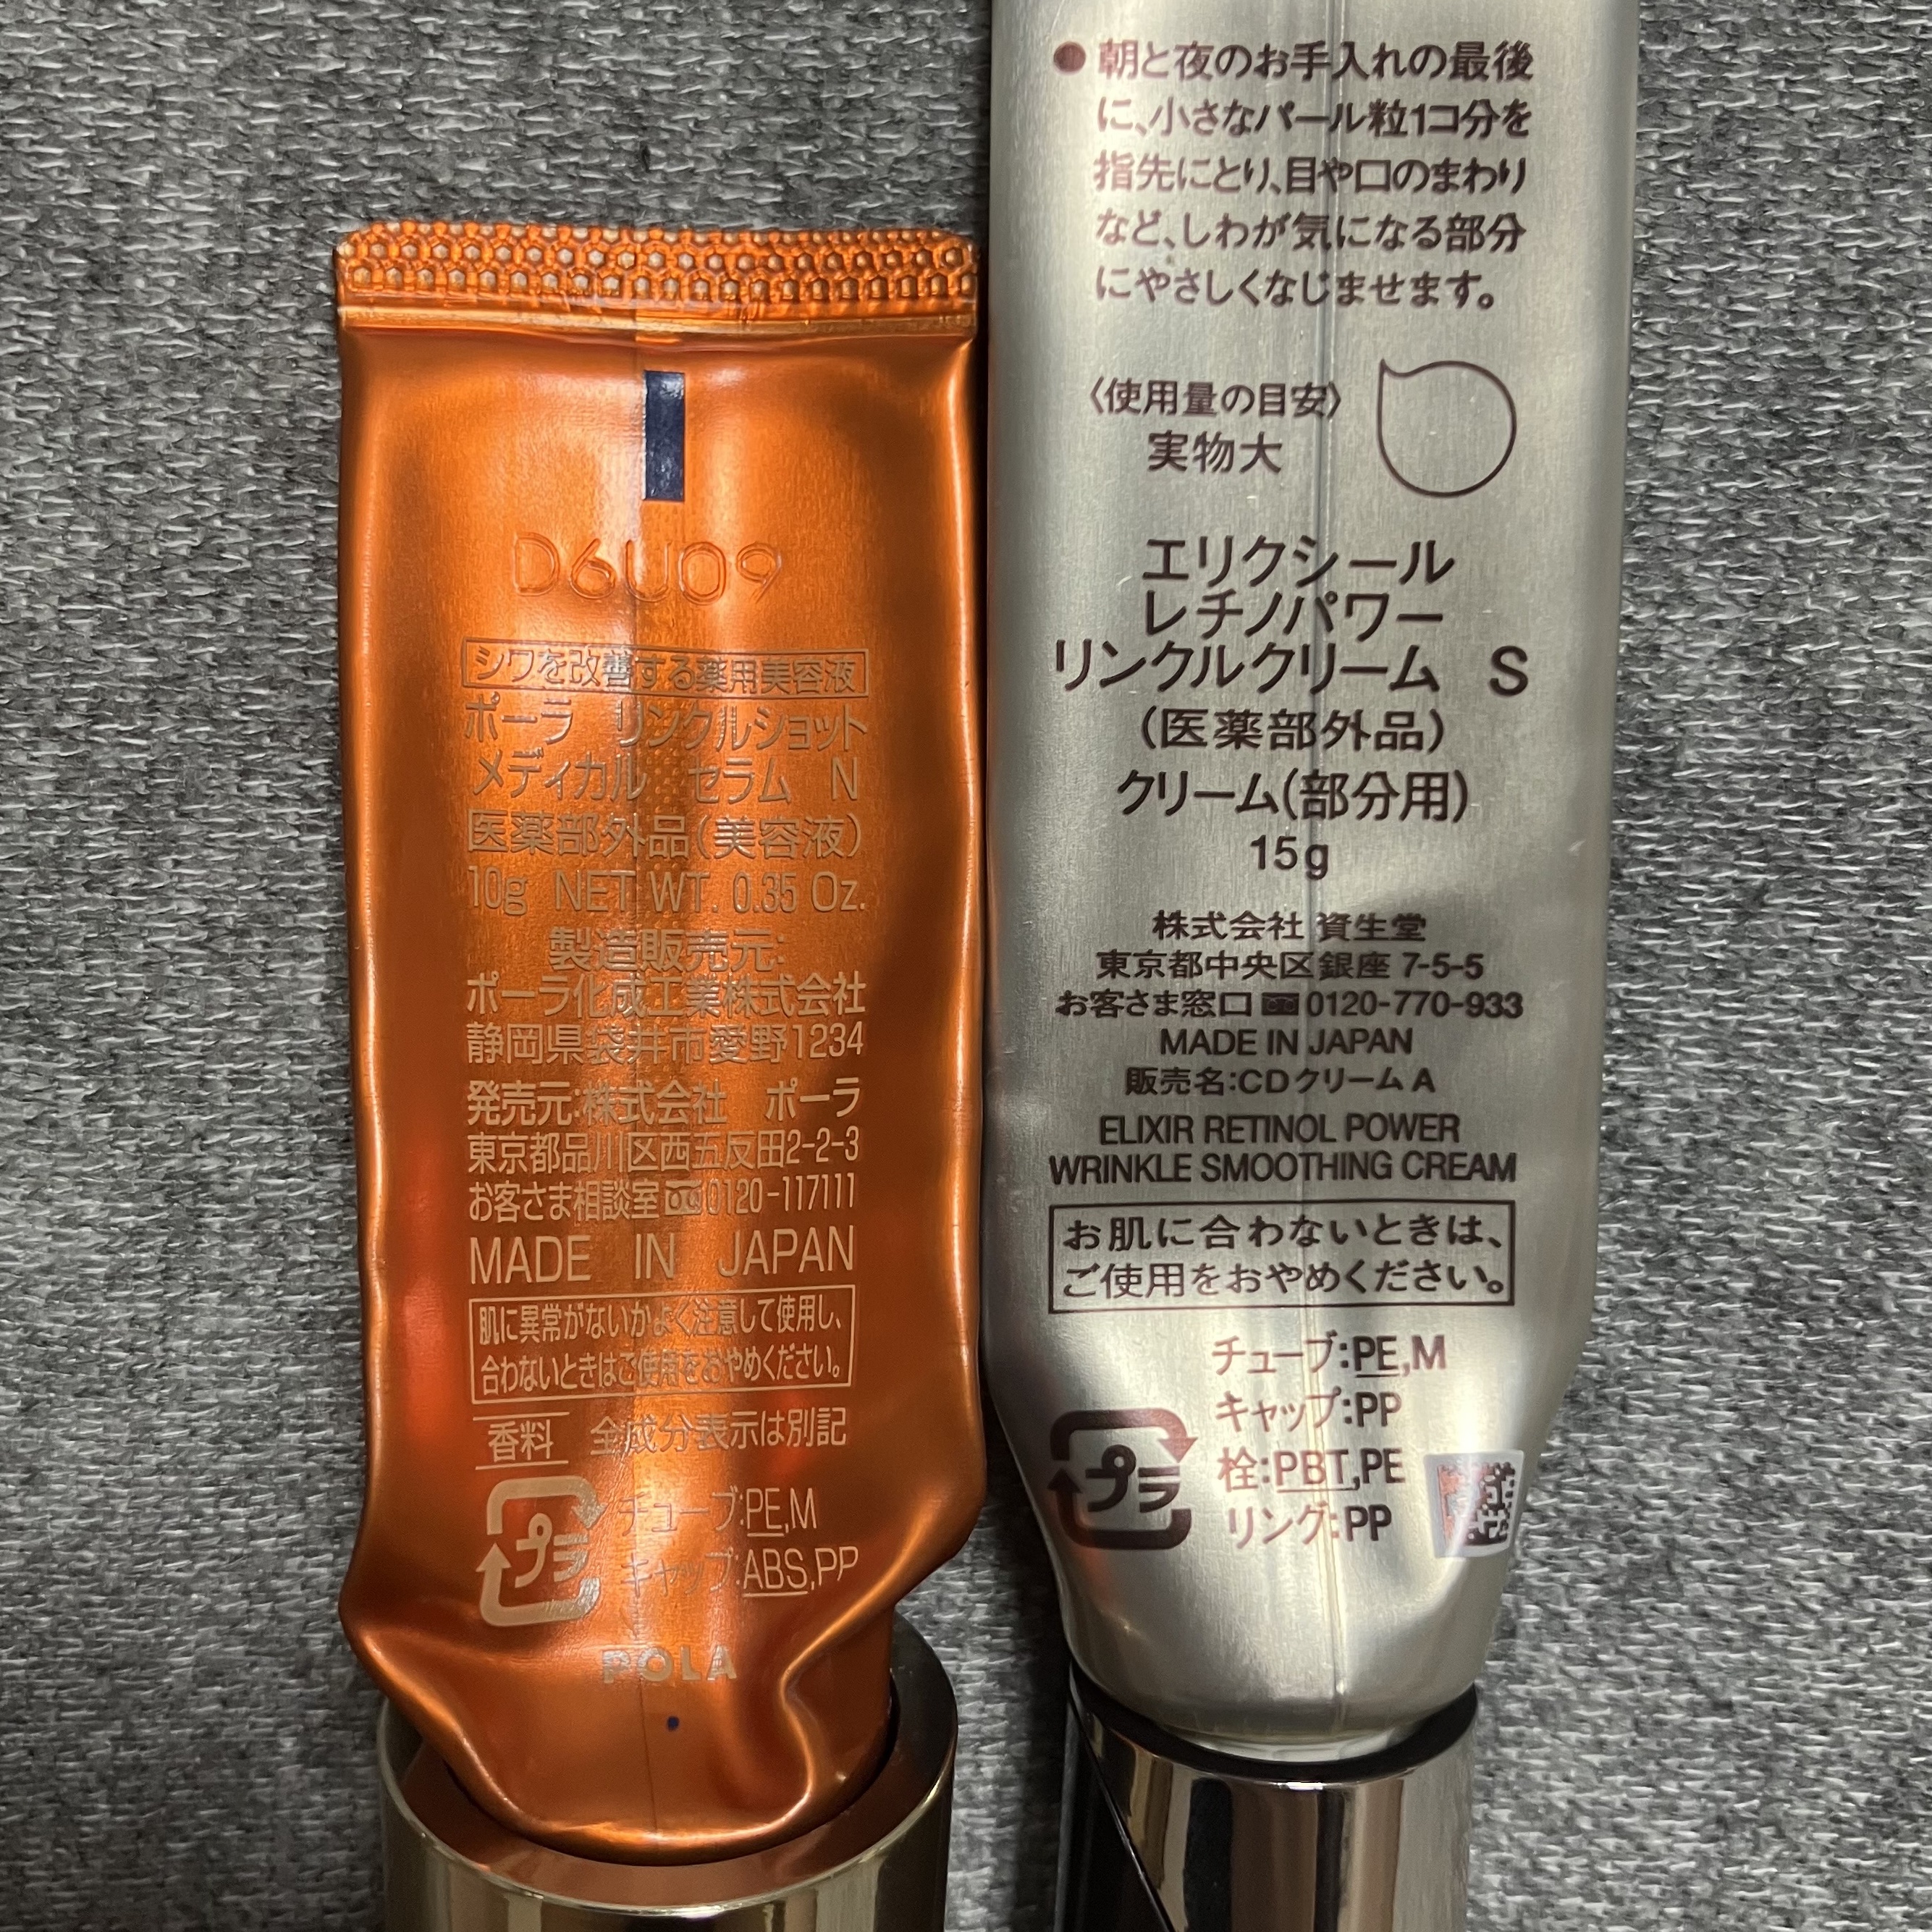 D6U09
シワを改善する薬用美容液
ポーラ リンクルショット
メディカル セラム N
医薬部外品(美容液)
10g NET WT. 0.35 Oz.
製造販売元:
ポーラ化成工業株式会社
静岡県袋井市愛野1234
発売元:株式会社 ポーラ
東京都品川区西五反田2-2-3
お客さま相談室 0120-117111
MADE IN JAPAN
肌に異常がないかよく注意して使用し、
合わないときはご使用をおやめください。
香料 全成分表示は別記
プラ
チューブ:PE,M
キャップ:ABS,PP
POLA
●朝と夜のお手入れの最後
に、小さなパール粒1コ分を
指先にとり、目や口のまわり
など、しわが気になる部分
にやさしくなじませます。
〈使用量の目安〉
実物大
エリクシール
レチノパワー
リンクルクリーム S
(医薬部外品)
クリーム(部分用)
15g
株式会社 資生堂
東京都中央区銀座 7-5-5
お客さま窓口 0120-770-933
MADE IN JAPAN
販売名:CDクリームA
ELIXIR RETINOL POWER
WRINKLE SMOOTHING CREAM
お肌に合わないときは、
ご使用をおやめください。
プラ
チューブ:PE,M
キャップ:PP
栓:PBT,PE
リング:PP